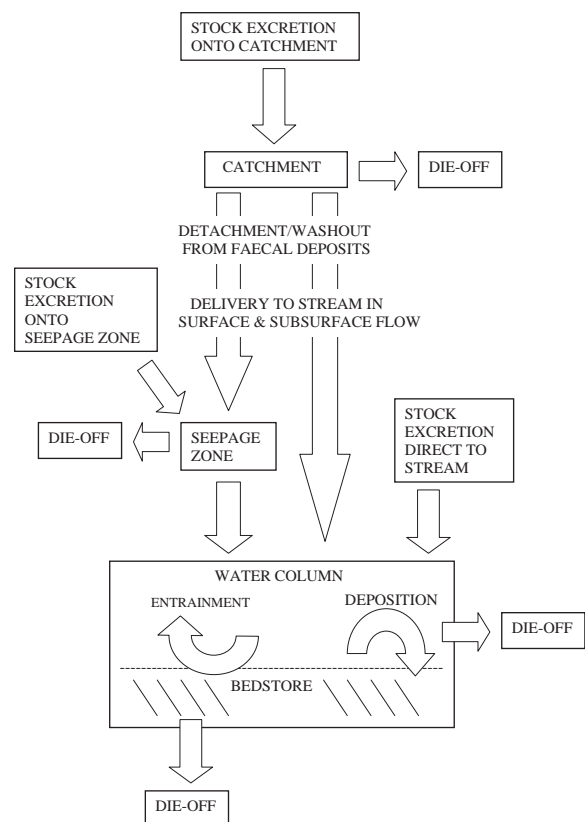 STOCK EXCRETION
ONTO CATCHMENT
CATCHMENT
DIE-OFF
DETACHMENT/WASHOUT
FROM FAECAL DEPOSITS
STOCK
EXCRETION
ONTO
SEEPAGE ZONE
DELIVERY TO STREAM IN
SURFACE & SUBSURFACE FLOW
DIE-OFF
SEEPAGE
ZONE
STOCK
EXCRETION
DIRECT TO
STREAM
WATER COLUMN
ENTRAINMENT
DEPOSITION
DIE-OFF
BEDSTORE
DIE-OFF